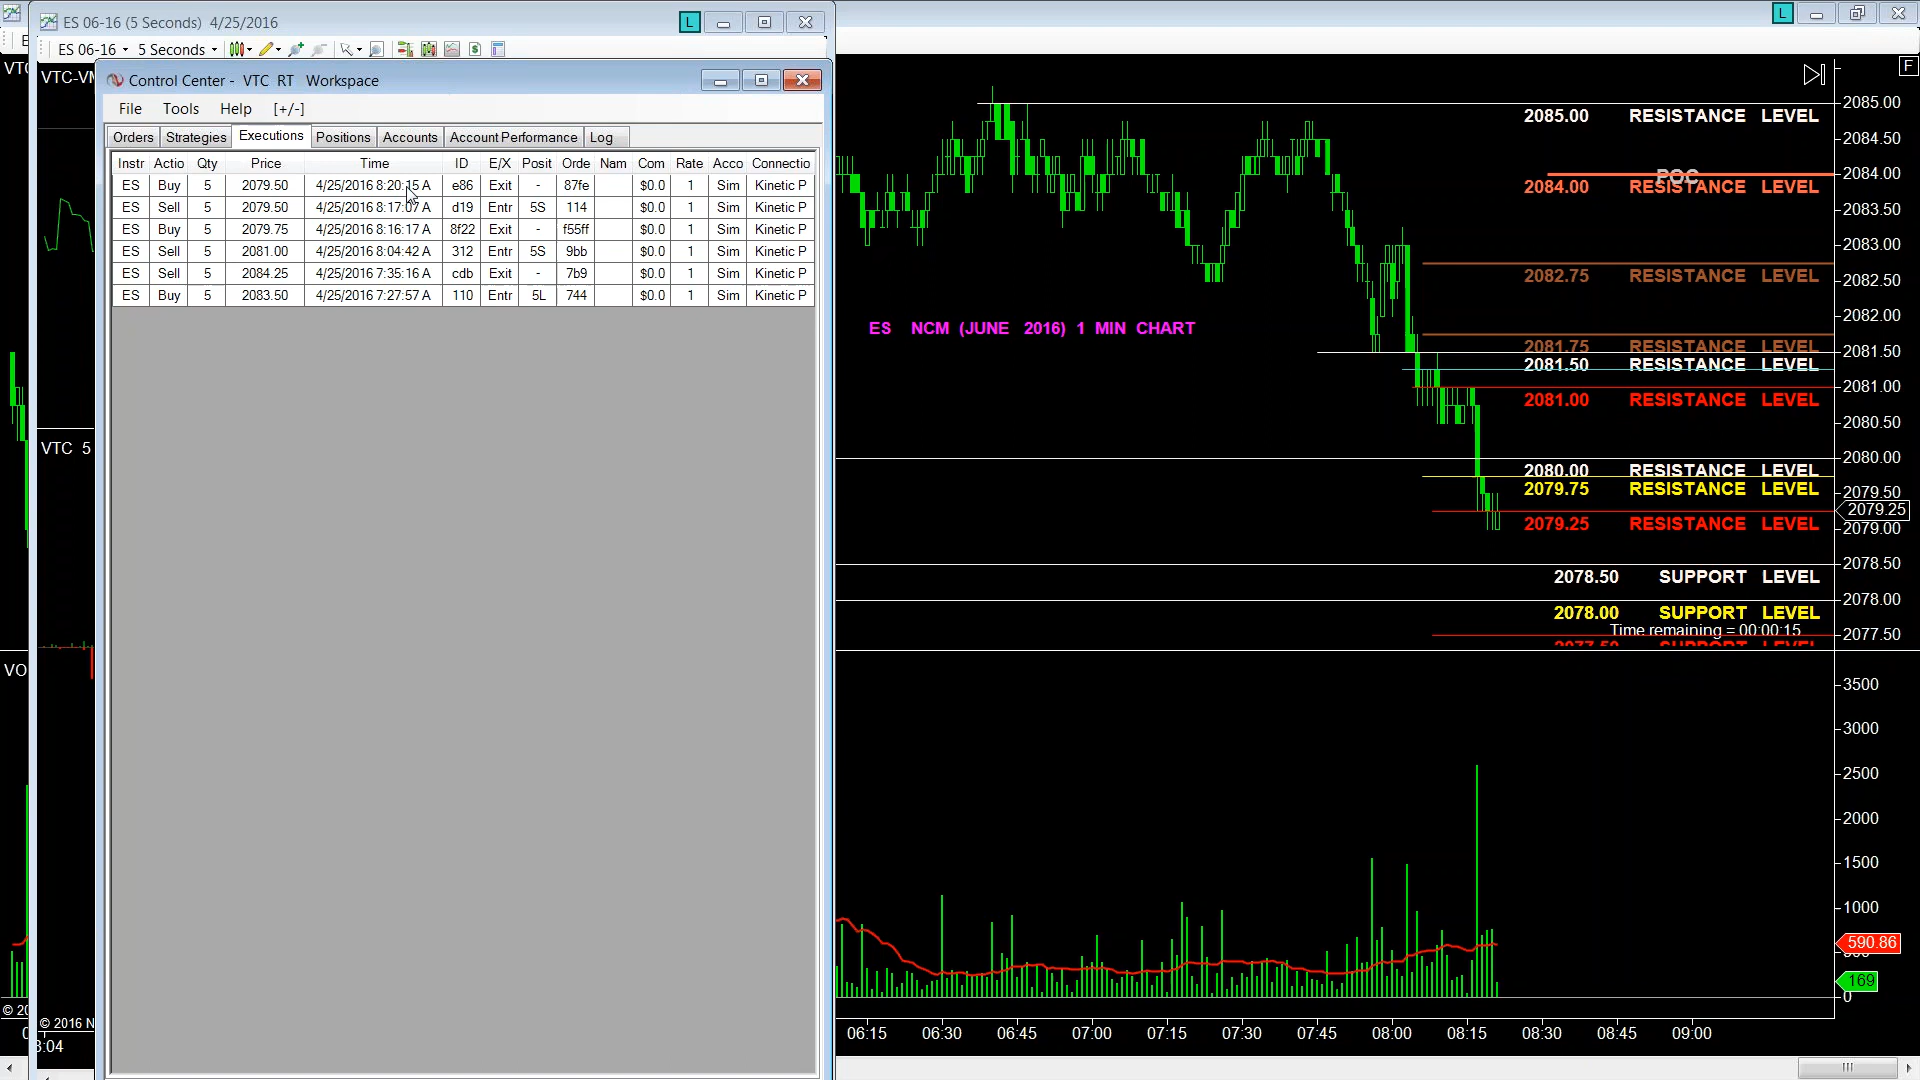 ES 06-16 (5 Seconds)  4/25/2016
L
L
ES 06-16
5 Seconds
VTC-VM
F
Control Center -  VTC  RT   Workspace
File Tools Help [+/-]
Orders Strategies Executions Positions Accounts Account Performance Log
Instr Actio Qty Price Time ID E/X Posit Orde Nam Com Rate Acco Connectio
ES Buy 5 2079.50 4/25/2016 8:20:15 A e86 Exit - 87fe $0.0 1 Sim Kinetic P
ES Sell 5 2079.50 4/25/2016 8:17:07 A d19 Entr 5S 114 $0.0 1 Sim Kinetic P
ES Buy 5 2079.75 4/25/2016 8:16:17 A 8f22 Exit - f55ff $0.0 1 Sim Kinetic P
ES Sell 5 2081.00 4/25/2016 8:04:42 A 312 Entr 5S 9bb $0.0 1 Sim Kinetic P
ES Sell 5 2084.25 4/25/2016 7:35:16 A cdb Exit - 7b9 $0.0 1 Sim Kinetic P
ES Buy 5 2083.50 4/25/2016 7:27:57 A 110 Entr 5L 744 $0.0 1 Sim Kinetic P
VTC 5
VO
© 20
© 2016 N
3:04
2085.00 RESISTANCE LEVEL
POC
2084.00 RESISTANCE LEVEL
2082.75 RESISTANCE LEVEL
ES NCM (JUNE 2016) 1 MIN CHART
2081.75 RESISTANCE LEVEL
2081.50 RESISTANCE LEVEL
2081.00 RESISTANCE LEVEL
2080.00 RESISTANCE LEVEL
2079.75 RESISTANCE LEVEL
2079.25 RESISTANCE LEVEL
2078.50 SUPPORT LEVEL
2078.00 SUPPORT LEVEL
Time remaining = 00:00:15
2077.50 SUPPORT LEVEL
2085.00
2084.50
2084.00
2083.50
2083.00
2082.50
2082.00
2081.50
2081.00
2080.50
2080.00
2079.50
2079.25
2079.00
2078.50
2078.00
2077.50
3500
3000
2500
2000
1500
1000
590.86
500
169
0
06:15 06:30 06:45 07:00 07:15 07:30 07:45 08:00 08:15 08:30 08:45 09:00